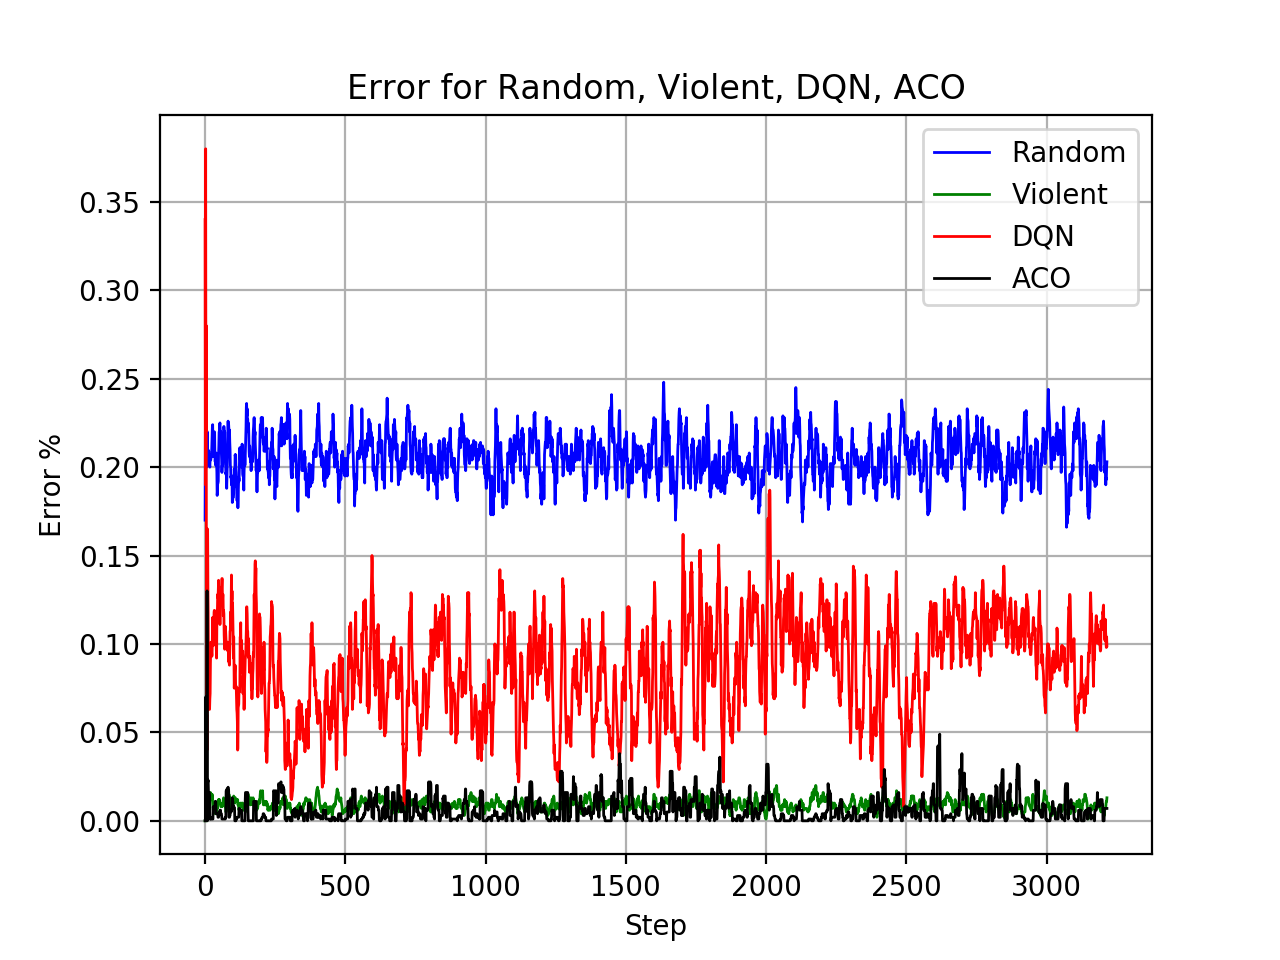 Error for Random, Violent, DQN, ACO
Random
Violent
DQN
ACO
0.35
0.30
0.25
0.20
0.15
0.10
0.05
0.00
Error %
0 500 1000 1500 2000 2500 3000
Step